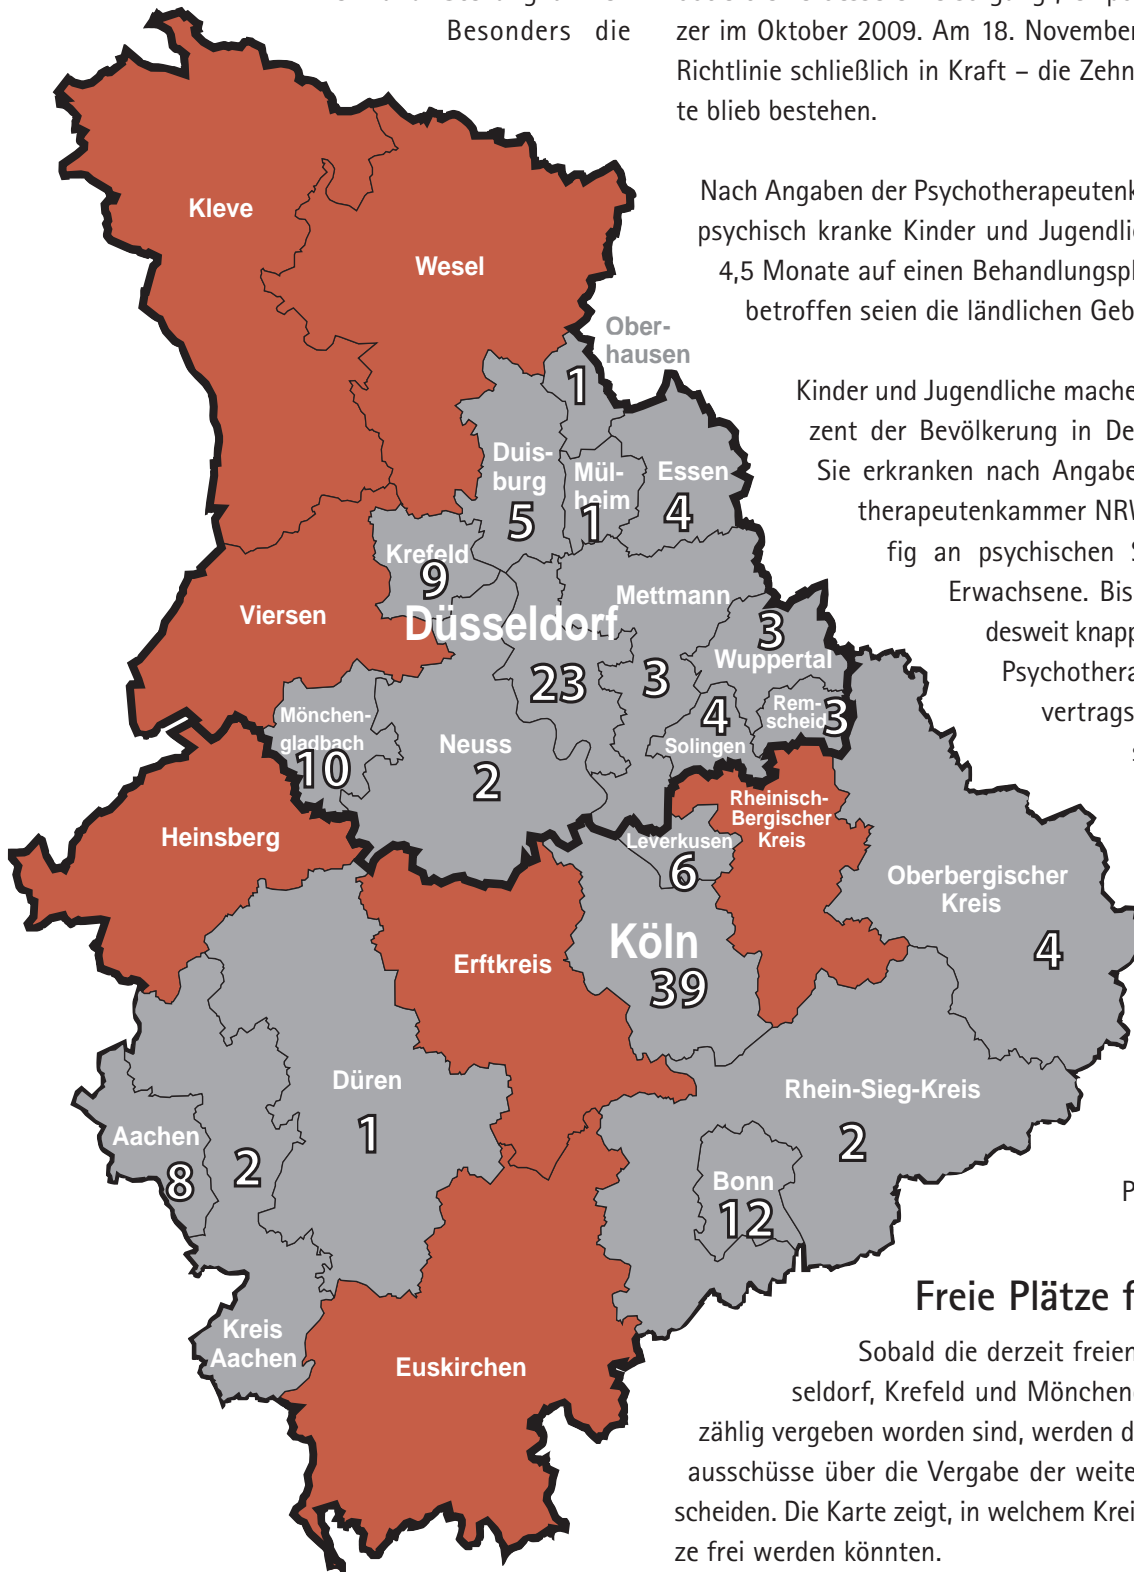 Besonders die
zer im Oktober 2009. Am 18. November
Richtlinie schließlich in Kraft – die Zehn
te blieb bestehen.
Nach Angaben der Psychotherapeutenk
psychisch kranke Kinder und Jugendli
4,5 Monate auf einen Behandlungspl
betroffen seien die ländlichen Geb
Kinder und Jugendliche mache
zent der Bevölkerung in De
Sie erkranken nach Angabe
therapeutenkammer NRW
fig an psychischen S
Erwachsene. Bis
desweit knapp
Psychothera
vertrags
s
P
Kleve
Wesel
Ober-
hausen
1
Duis-
burg
5
Mül-
heim
1
Essen
4
Krefeld
9
Viersen
Düsseldorf
23
Mettmann
3
3
Wuppertal
4
Solingen
Rem-
scheid
3
Mönchen-
gladbach
10
Neuss
2
Heinsberg
Rheinisch-
Bergischer
Kreis
Leverkusen
6
Oberbergischer
Kreis
4
Köln
39
Erftkreis
Düren
1
Rhein-Sieg-Kreis
2
Aachen
8
2
Bonn
12
Kreis
Aachen
Euskirchen
Freie Plätze f
Sobald die derzeit freien
seldorf, Krefeld und Mönchen
zählig vergeben worden sind, werden d
ausschüsse über die Vergabe der weite
scheiden. Die Karte zeigt, in welchem Krei
ze frei werden könnten.